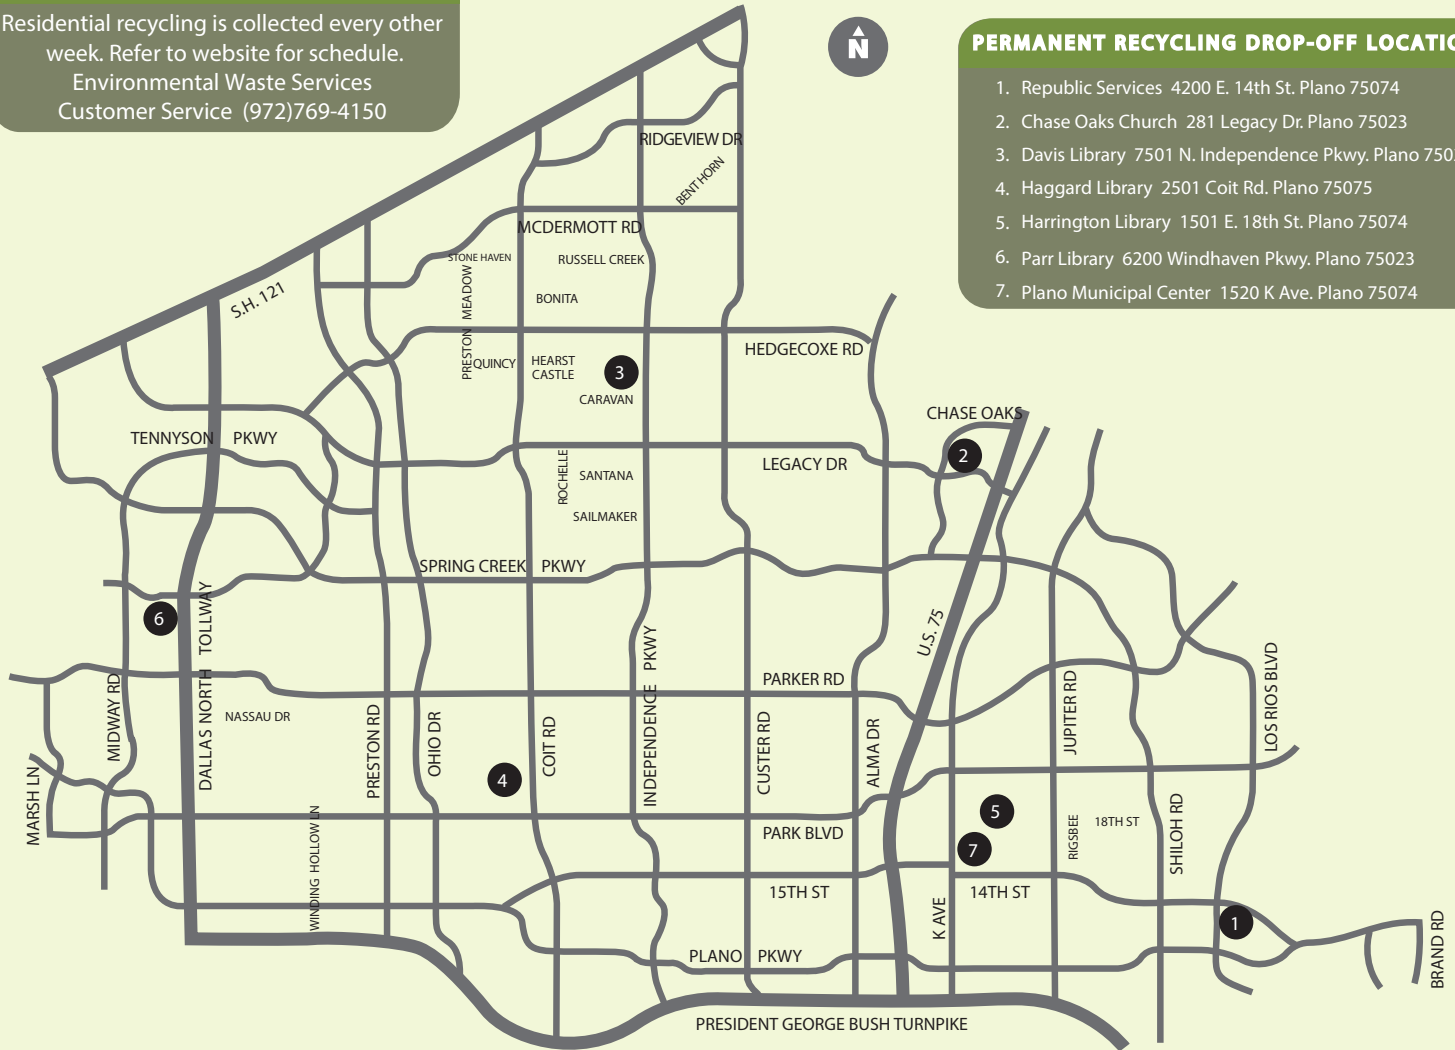 Residential recycling is collected every other
week. Refer to website for schedule.
Environmental Waste Services
Customer Service (972)769-4150
N
PERMANENT RECYCLING DROP-OFF
1. Republic Services 4200 E. 14th St. Plano 75074
2. Chase Oaks Church 281 Legacy Dr. Plano 75023
3. Davis Library 7501 N. Independence Pkwy. Plano
4. Haggard Library 2501 Coit Rd. Plano 75075
5. Harrington Library 1501 E. 18th St. Plano 75074
6. Parr Library 6200 Windhaven Pkwy. Plano 75023
7. Plano Municipal Center 1520 K Ave. Plano 75074
RIDGEVIEW DR
BENT HORN
MCDERMOTT RD
STONE HAVEN
RUSSELL CREEK
S.H. 121
PRESTON MEADOW
BONITA
HEDGECOXE RD
QUINCY
HEARST
CASTLE
3
CARAVAN
CHASE OAKS
TENNYSON PKWY
2
LEGACY DR
ROCHELLE
SANTANA
SAILMAKER
SPRING CREEK PKWY
6
DALLAS NORTH TOLLWAY
U.S. 75
INDEPENDENCE PKWY
PARKER RD
LOS RIOS BLVD
MIDWAY RD
NASSAU DR
PRESTON RD
OHIO DR
COIT RD
CUSTER RD
ALMA DR
JUPITER RD
4
MARSH LN
5
WINDING HOLLOW LN
PARK BLVD
7
RIGSBEE
18TH ST
SHILOH RD
15TH ST
14TH ST
K AVE
1
BRAND RD
PLANO PKWY
PRESIDENT GEORGE BUSH TURNPIKE